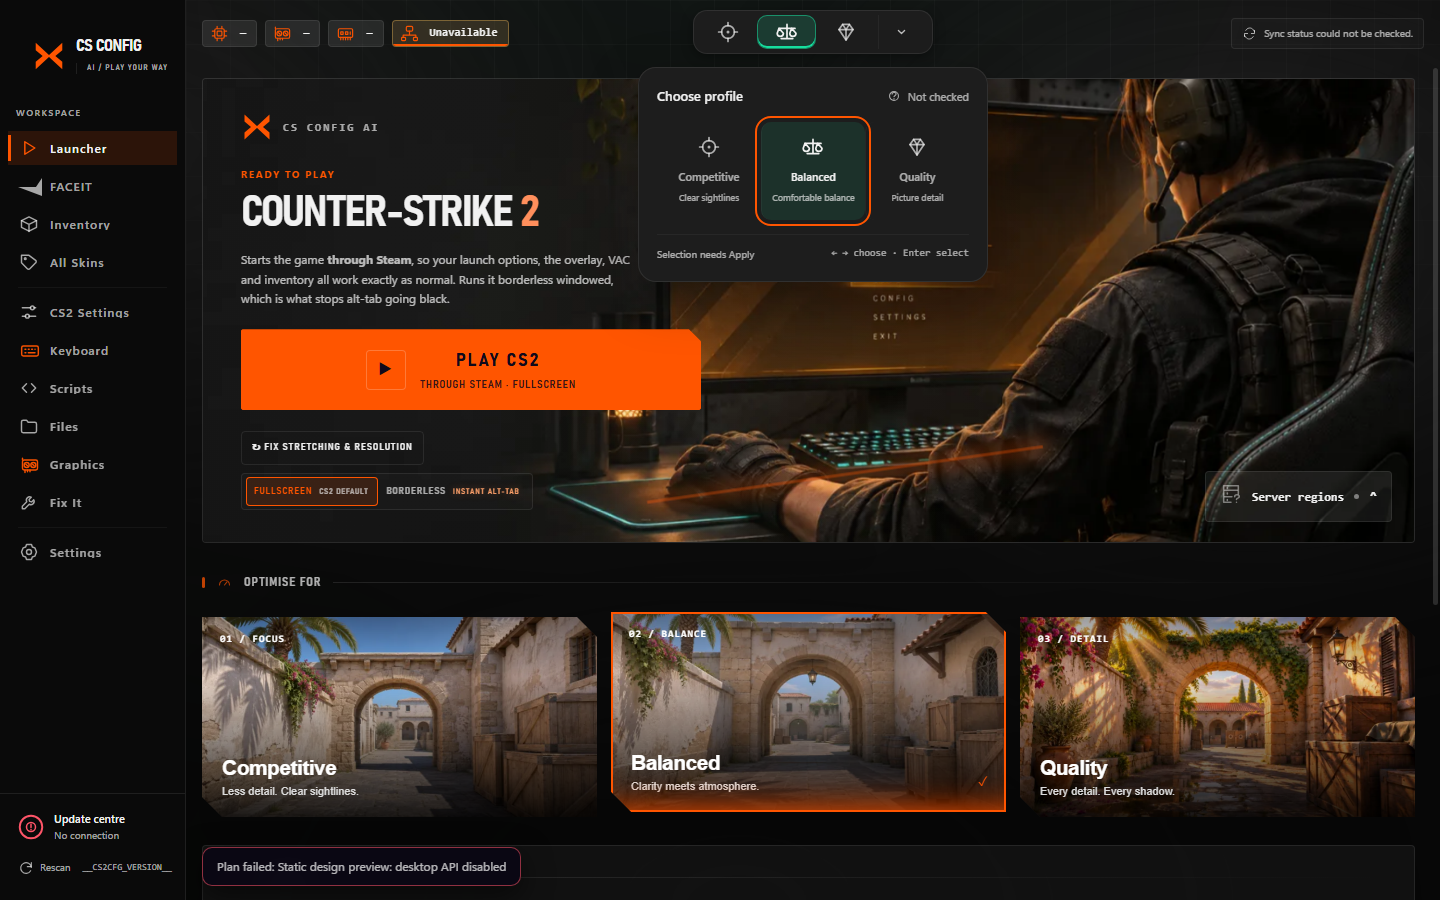 CS CONFIG
AI / PLAY YOUR WAY
WORKSPACE
Launcher
FACEIT
Inventory
All Skins
CS2 Settings
Keyboard
Scripts
Files
Graphics
Fix It
Settings
Update centre
No connection
Rescan
__CS2CFG_VERSION__
–
–
–
Unavailable
Sync status could not be checked.
Choose profile
Not checked
Competitive
Clear sightlines
Balanced
Comfortable balance
Quality
Picture detail
Selection needs Apply
← → choose · Enter select
CS CONFIG AI
READY TO PLAY
COUNTER-STRIKE 2
Starts the game through Steam, so your launch options, the overlay, VAC
and inventory all work exactly as normal. Runs it borderless windowed,
which is what stops alt-tab going black.
PLAY CS2
THROUGH STEAM · FULLSCREEN
↻ FIX STRETCHING & RESOLUTION
FULLSCREEN CS2 DEFAULT
BORDERLESS INSTANT ALT-TAB
CONFIG
SETTINGS
EXIT
Server regions
OPTIMISE FOR
01 / FOCUS
Competitive
Less detail. Clear sightlines.
02 / BALANCE
Balanced
Clarity meets atmosphere.
03 / DETAIL
Quality
Every detail. Every shadow.
Plan failed: Static design preview: desktop API disabled